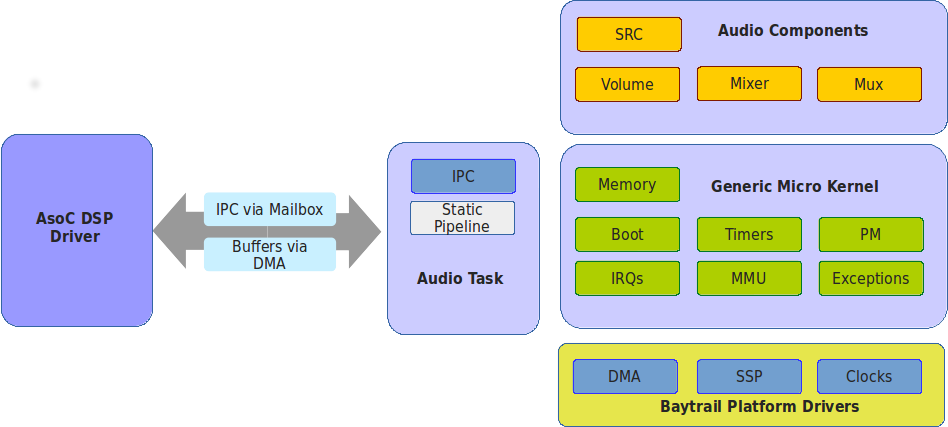 AsoC DSP
Driver
IPC via Mailbox
Buffers via
DMA
IPC
Static
Pipeline
Audio Task
SRC
Audio Components
Volume
Mixer
Mux
Memory
Generic Micro Kernel
Boot
Timers
PM
IRQs
MMU
Exceptions
DMA
SSP
Clocks
Baytrail Platform Drivers